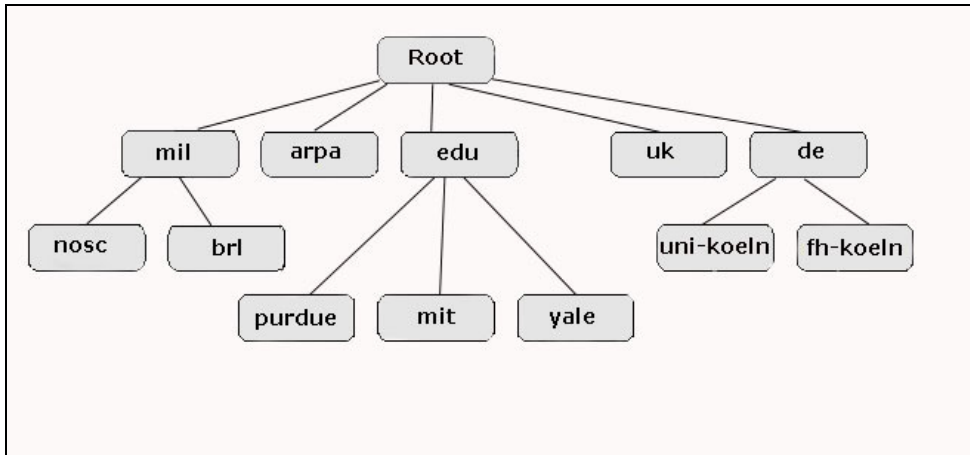 Root
mil
arpa
edu
uk
de
nosc
brl
uni-koeln
fh-koeln
purdue
mit
yale